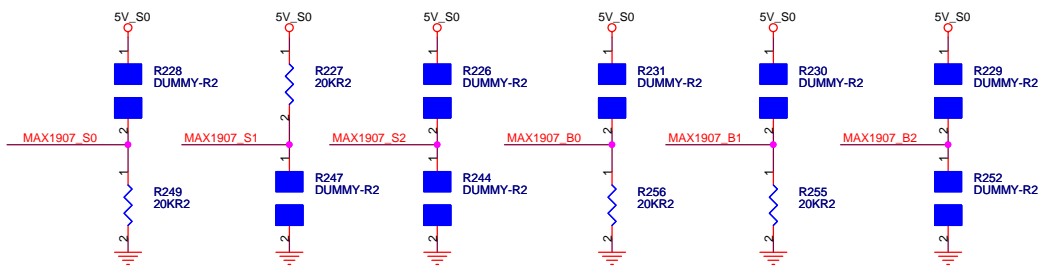 5V_S0 5V_S0 5V_S0 5V_S0 5V_S0 5V_S0
1 1 1 1 1 1
R228 R227 R226 R231 R230 R229
DUMMY-R2 20KR2 DUMMY-R2 DUMMY-R2 DUMMY-R2 DUMMY-R2
2 2 2 2 2 2
MAX1907_S0 MAX1907_S1 MAX1907_S2 MAX1907_B0 MAX1907_B1 MAX1907_B2
1 1 1 1 1 1
R249 R247 R244 R256 R255 R252
20KR2 DUMMY-R2 DUMMY-R2 20KR2 20KR2 DUMMY-R2
2 2 2 2 2 2